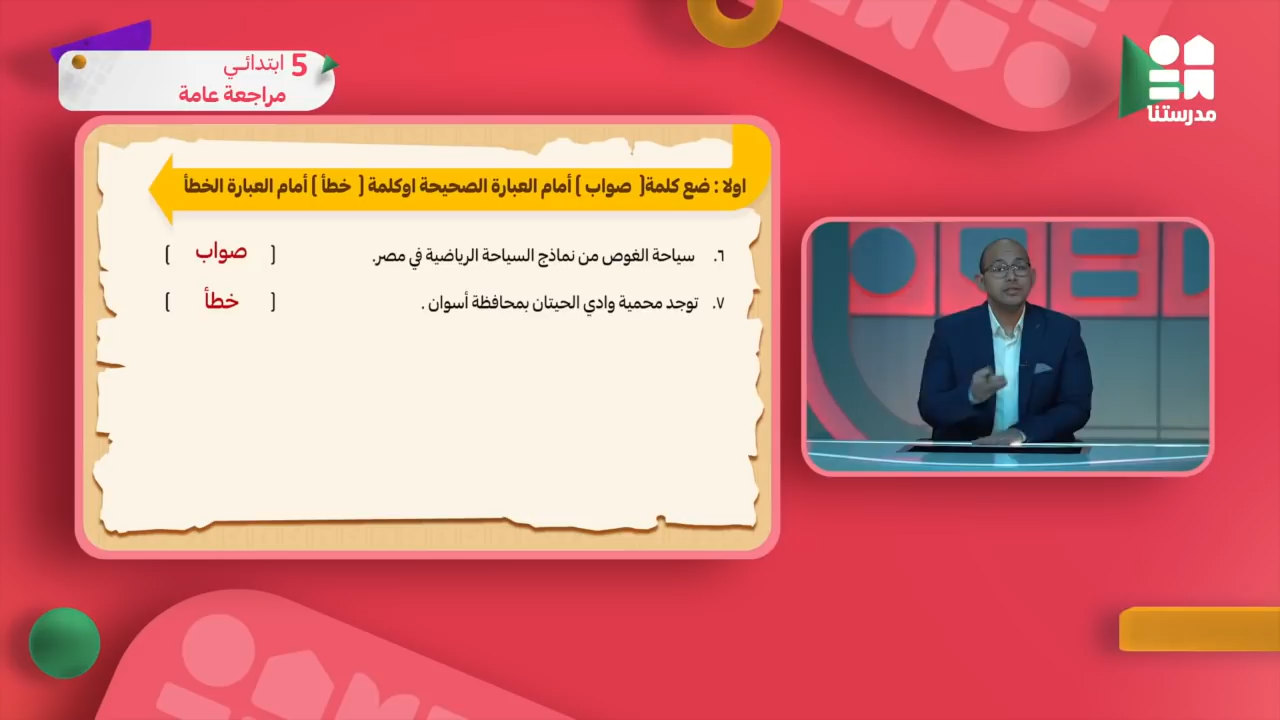 5 ابتدائي
مراجعة عامة
مدرستنا
اولا : ضع كلمة( صواب ) أمام العبارة الصحيحة اوكلمة ( خطأ ) أمام العبارة الخطأ
٦. سياحة الغوص من نماذج السياحة الرياضية في مصر. ( صواب )
٧. توجد محمية وادي الحيتان بمحافظة أسوان . ( خطأ )